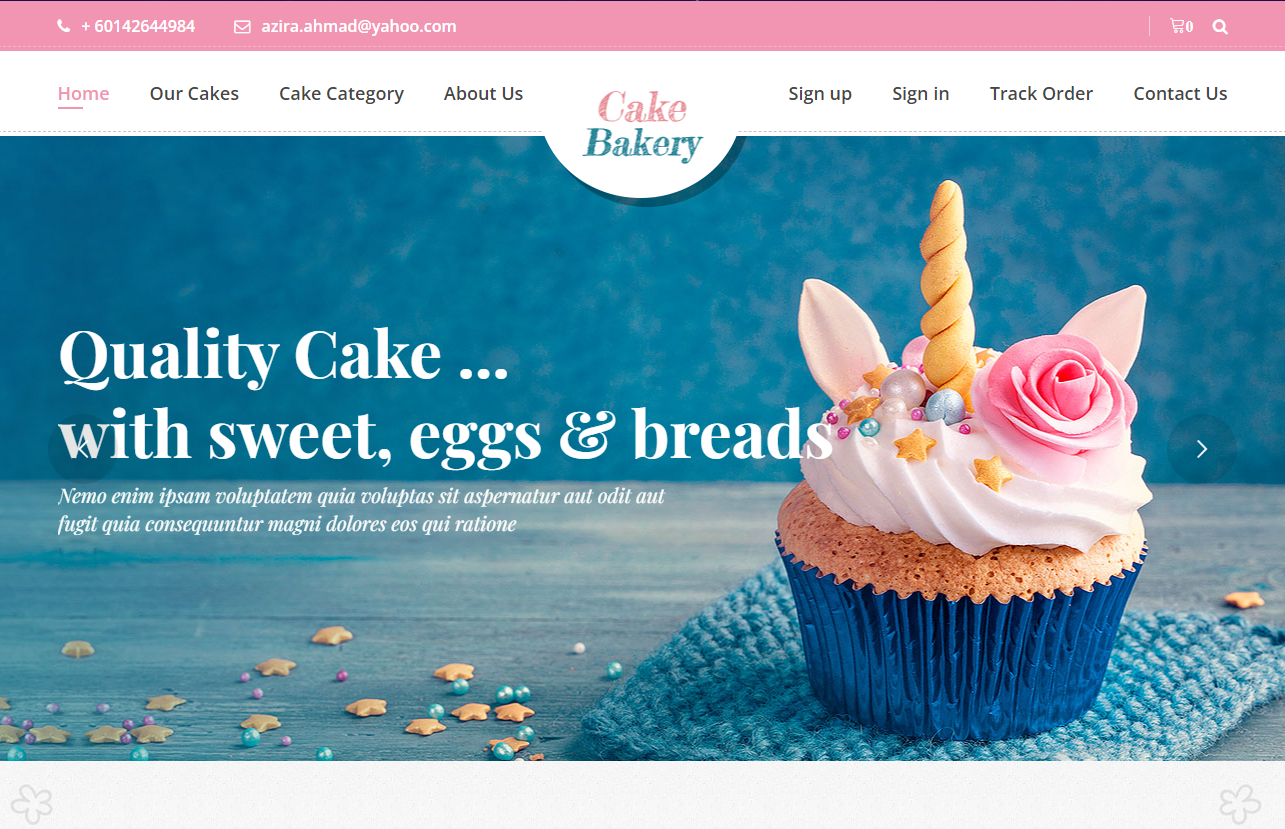 + 60142644984 azira.ahmad@yahoo.com 0
Home Our Cakes Cake Category About Us Sign up Sign in Track Order Contact Us
Cake
Bakery
Quality Cake ...
with sweet, eggs & breads
Nemo enim ipsam voluptatem quia voluptas sit aspernatur aut odit aut
fugit quia consequuntur magni dolores eos qui ratione